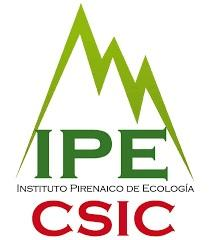 IPE
INSTITUTO PIRENAICO DE ECOLOGÍA
CSIC